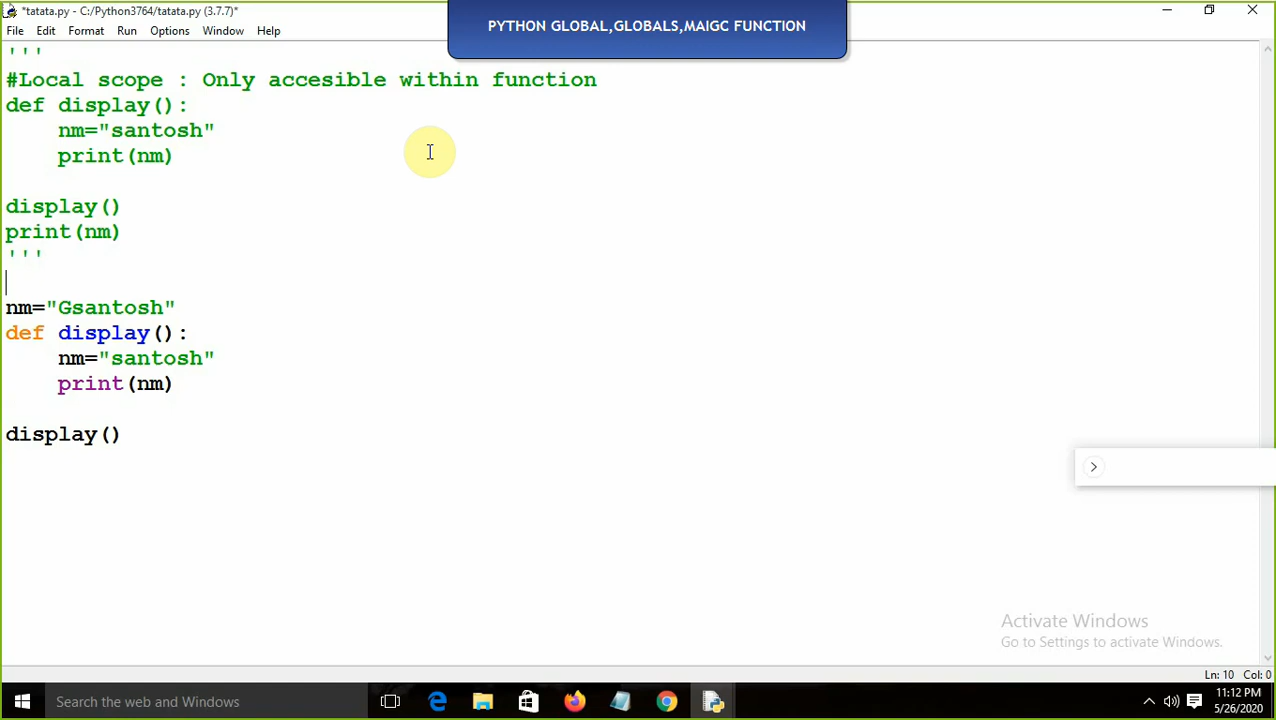 *tatata.py - C:/Python3764/tatata.py (3.7.7)*
PYTHON GLOBAL,GLOBALS,MAIGC FUNCTION
File Edit Format Run Options Window Help
'''
#Local scope : Only accesible within function
def display():
    nm="santosh"
    print(nm)
display()
print(nm)
'''
nm="Gsantosh"
def display():
    nm="santosh"
    print(nm)
display()
Activate Windows
Go to Settings to activate Windows.
Ln: 10 Col: 0
Search the web and Windows
11:12 PM
5/26/2020